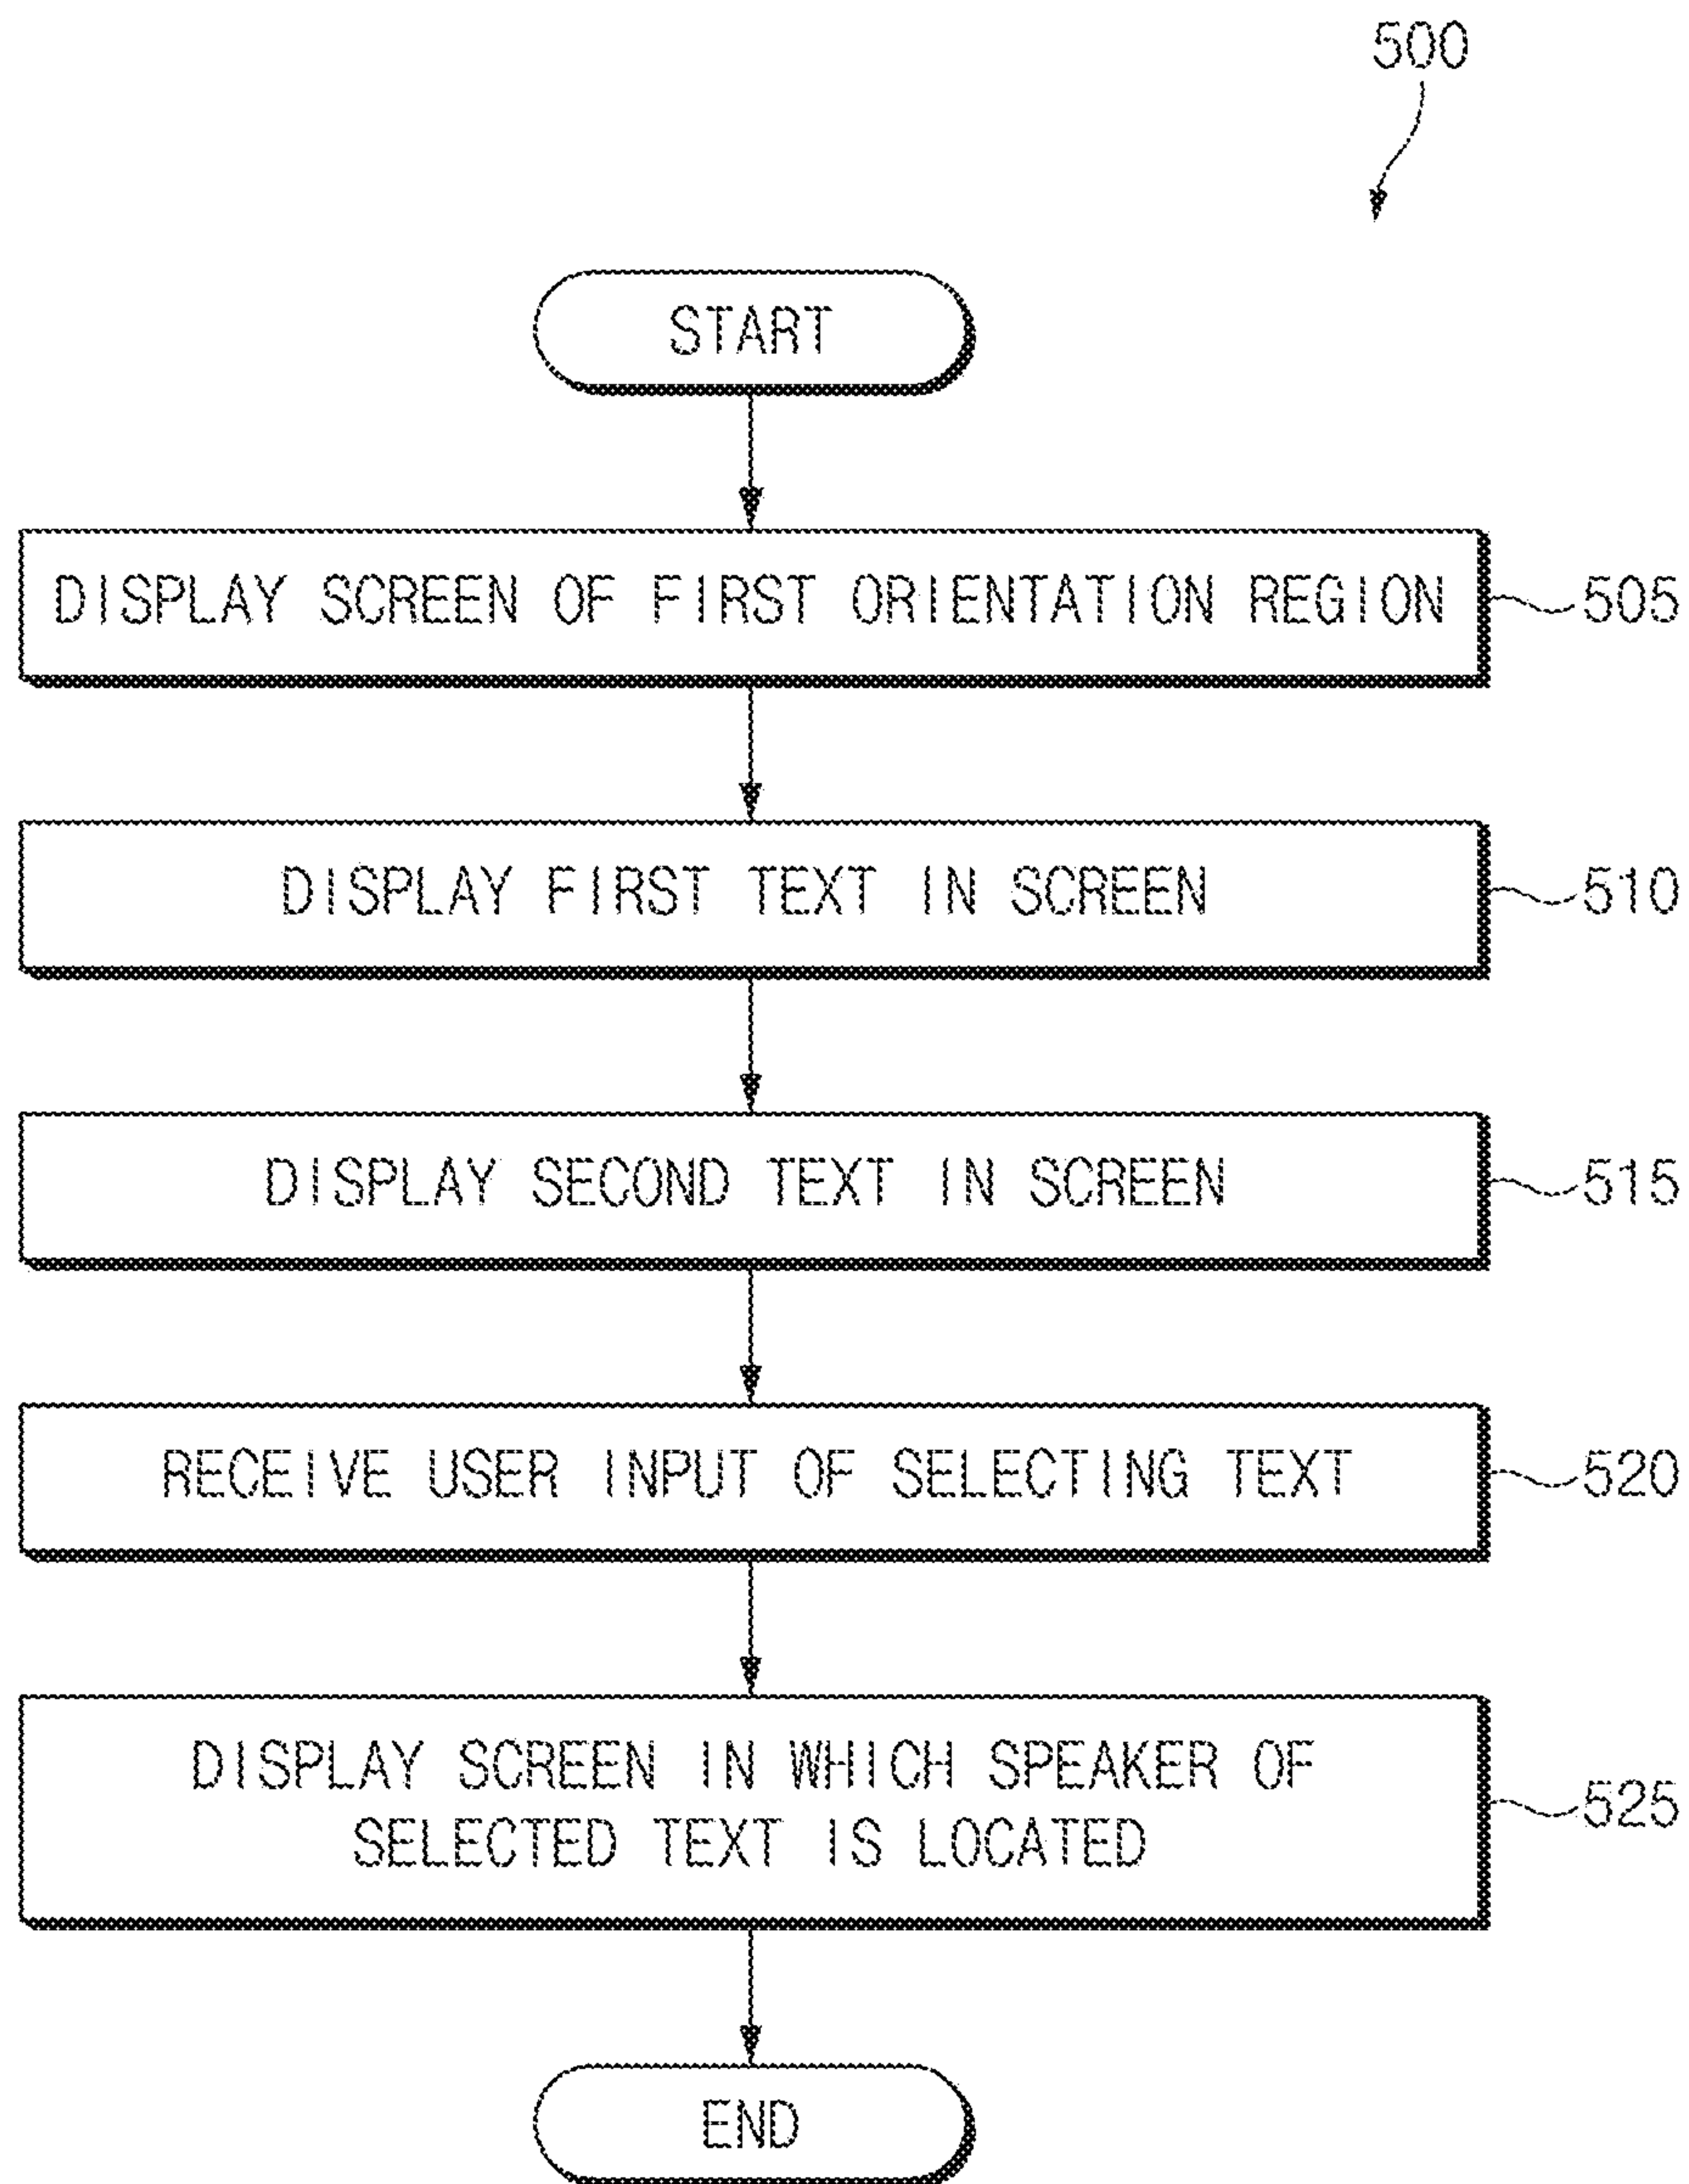 500
START
DISPLAY SCREEN OF FIRST ORIENTATION REGION
505
DISPLAY FIRST TEXT IN SCREEN
510
DISPLAY SECOND TEXT IN SCREEN
515
RECEIVE USER INPUT OF SELECTING TEXT
520
DISPLAY SCREEN IN WHICH SPEAKER OF
SELECTED TEXT IS LOCATED
525
END